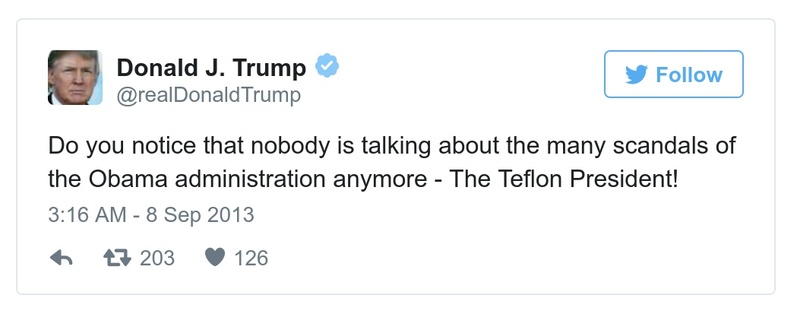 Donald J. Trump
@realDonaldTrump
Follow
Do you notice that nobody is talking about the many scandals of
the Obama administration anymore - The Teflon President!
3:16 AM - 8 Sep 2013
203 126